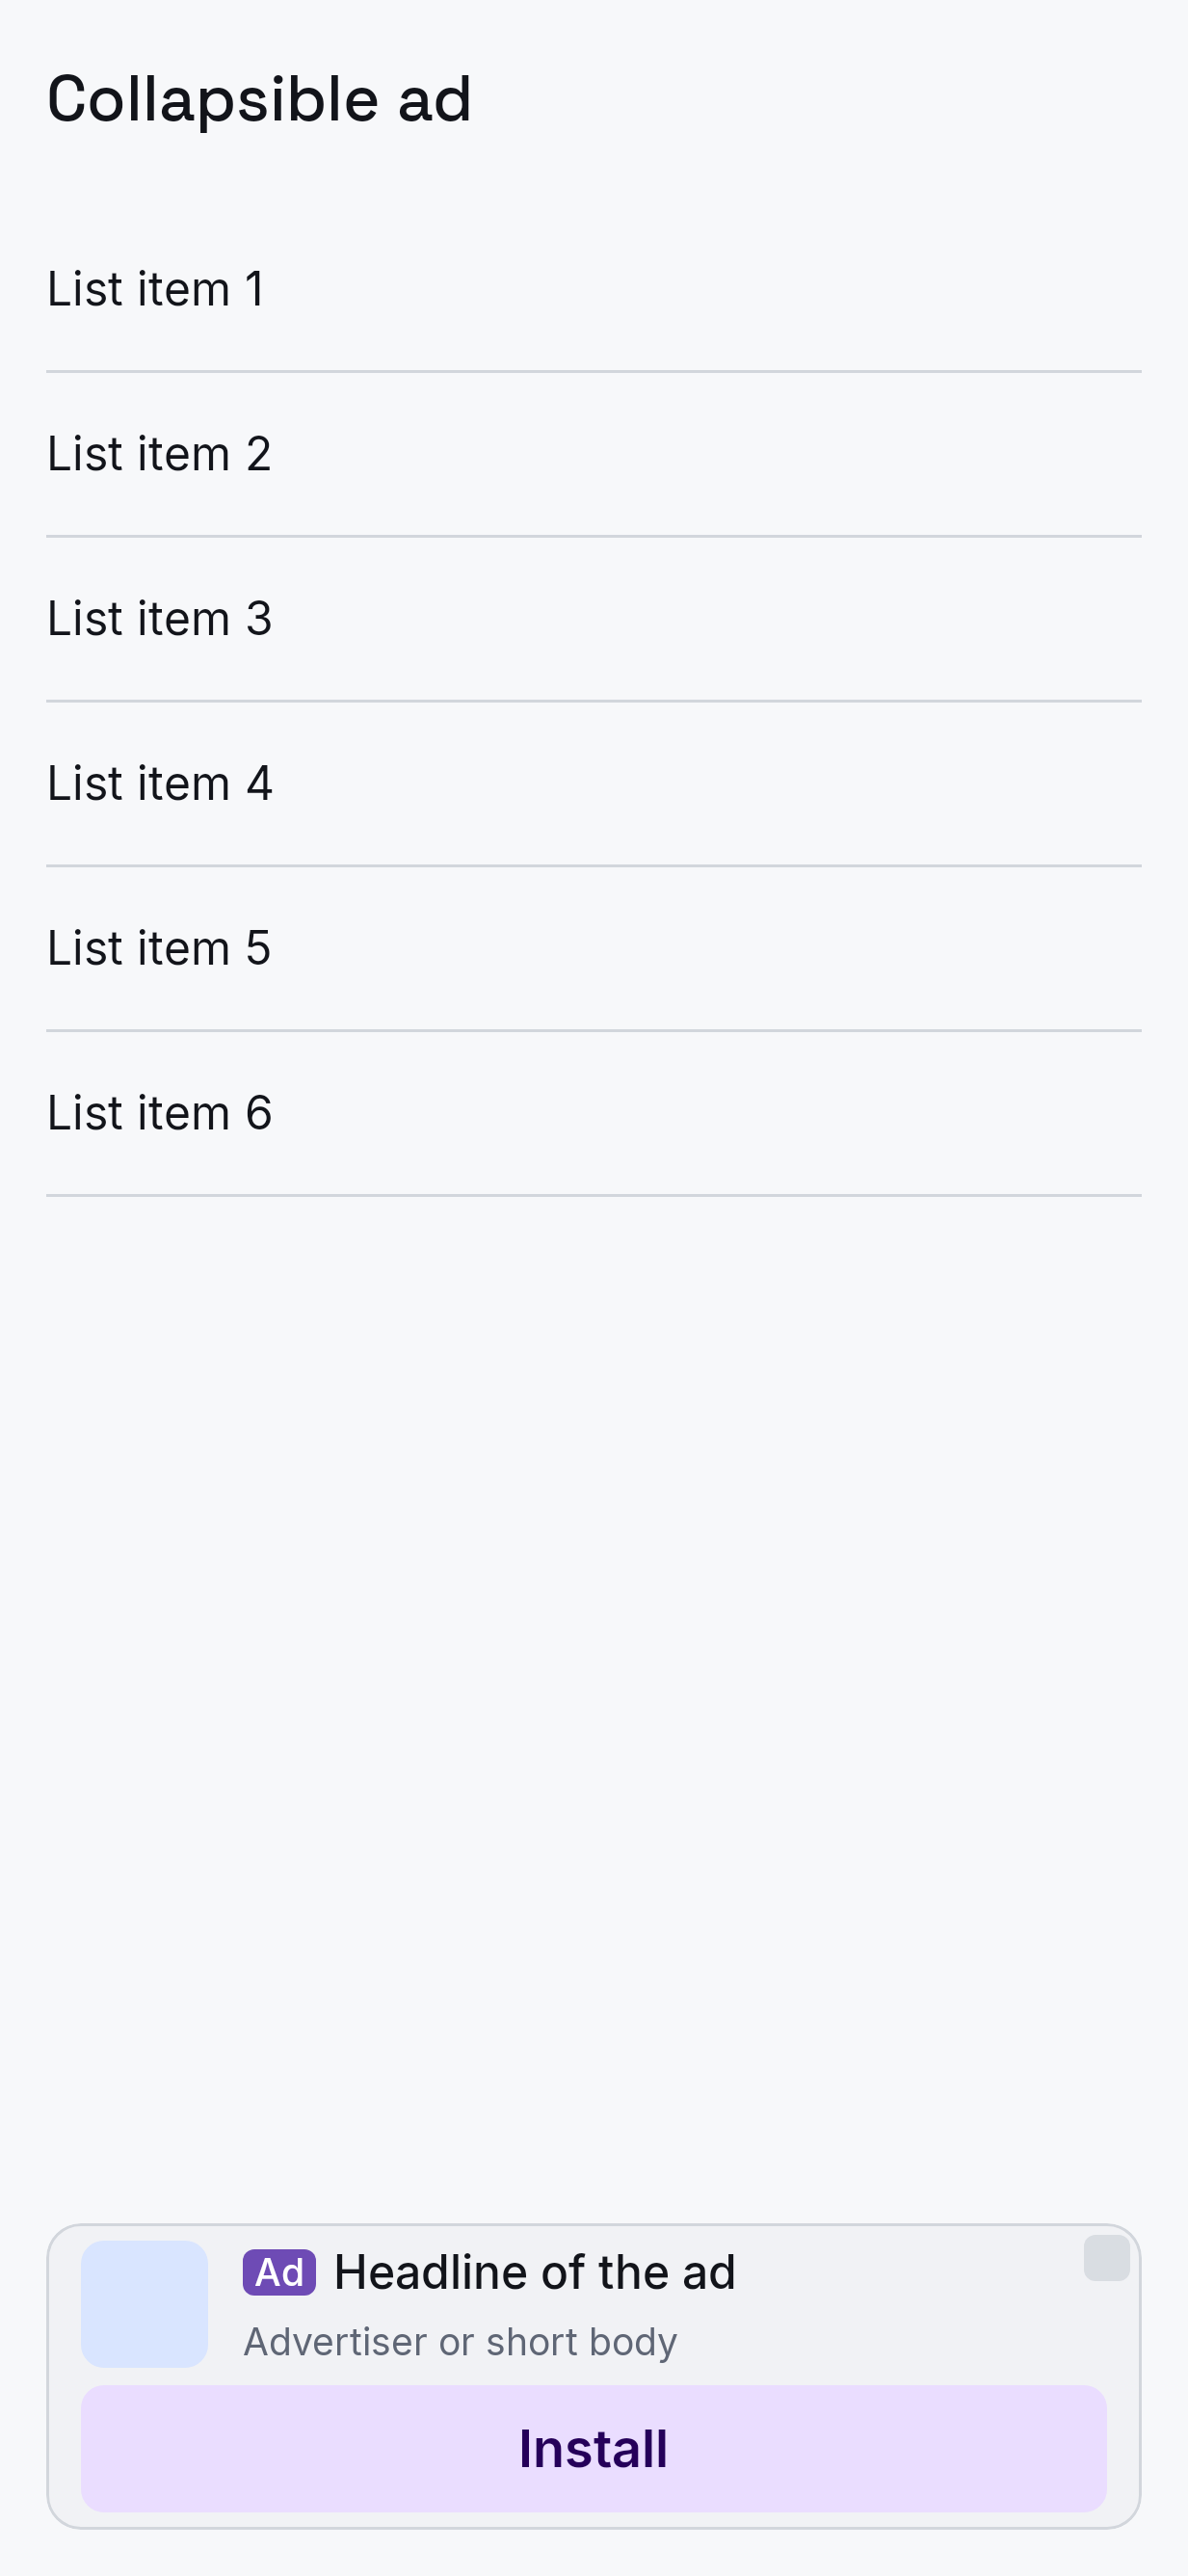 Collapsible ad
List item 1
List item 2
List item 3
List item 4
List item 5
List item 6
Ad Headline of the ad
Advertiser or short body
Install